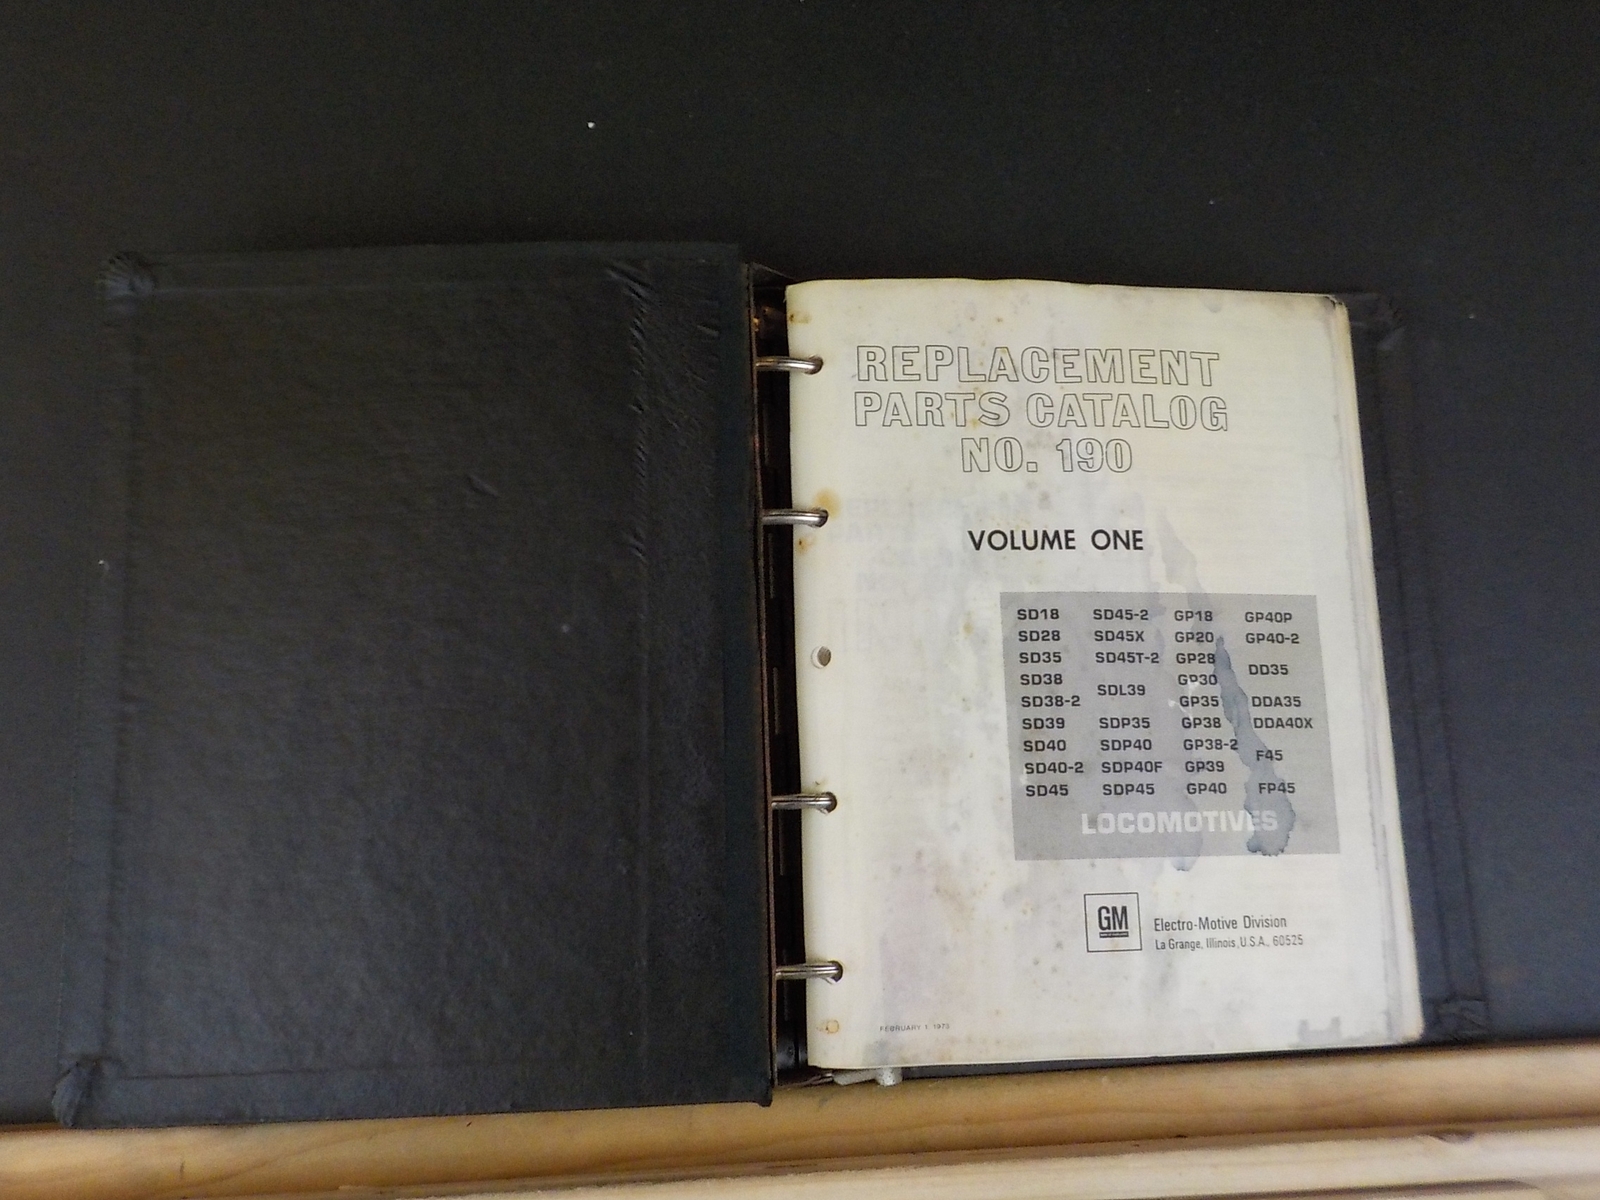 REPLACEMENT
PARTS CATALOG
NO. 190
VOLUME ONE
SD18
SD28
SD35
SD38
SD38-2
SD39
SD40
SD40-2
SD45
SD45-2
SD45X
SD45T-2
SDL39
SDP35
SDP40
SDP40F
SDP45
GP18
GP20
GP28
GP30
GP35
GP38
GP38-2
GP39
GP40
GP40P
GP40-2
DD35
DDA35
DDA40X
F45
FP45
LOCOMOTIVES
GM
Electro-Motive Division
La Grange, Illinois, U.S.A. 60525
FEBRUARY 1